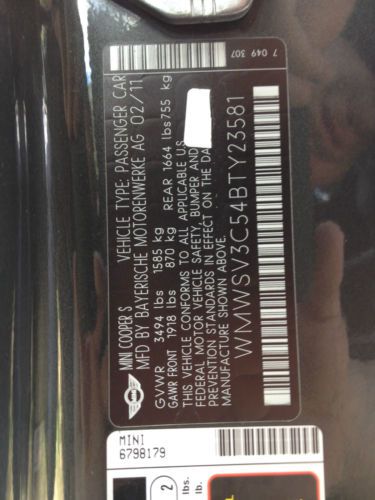 MINI COOPER S VEHICLE TYPE: PASSENGER CAR
MFD BY BAYERISCHE MOTORENWERKE AG 02/11
GVWR 3494 lbs 1585 kg
GAWR FRONT 1918 lbs 870 kg REAR 1664 lbs 755 kg
THIS VEHICLE CONFORMS TO ALL APPLICABLE U.S.
FEDERAL MOTOR VEHICLE SAFETY, BUMPER AND
PREVENTION STANDARDS IN EFFECT ON THE DA
MANUFACTURE SHOWN ABOVE.
WMWSV3C54BTY23581
7 049 307
MINI
6798179
2
lbs.
lb.